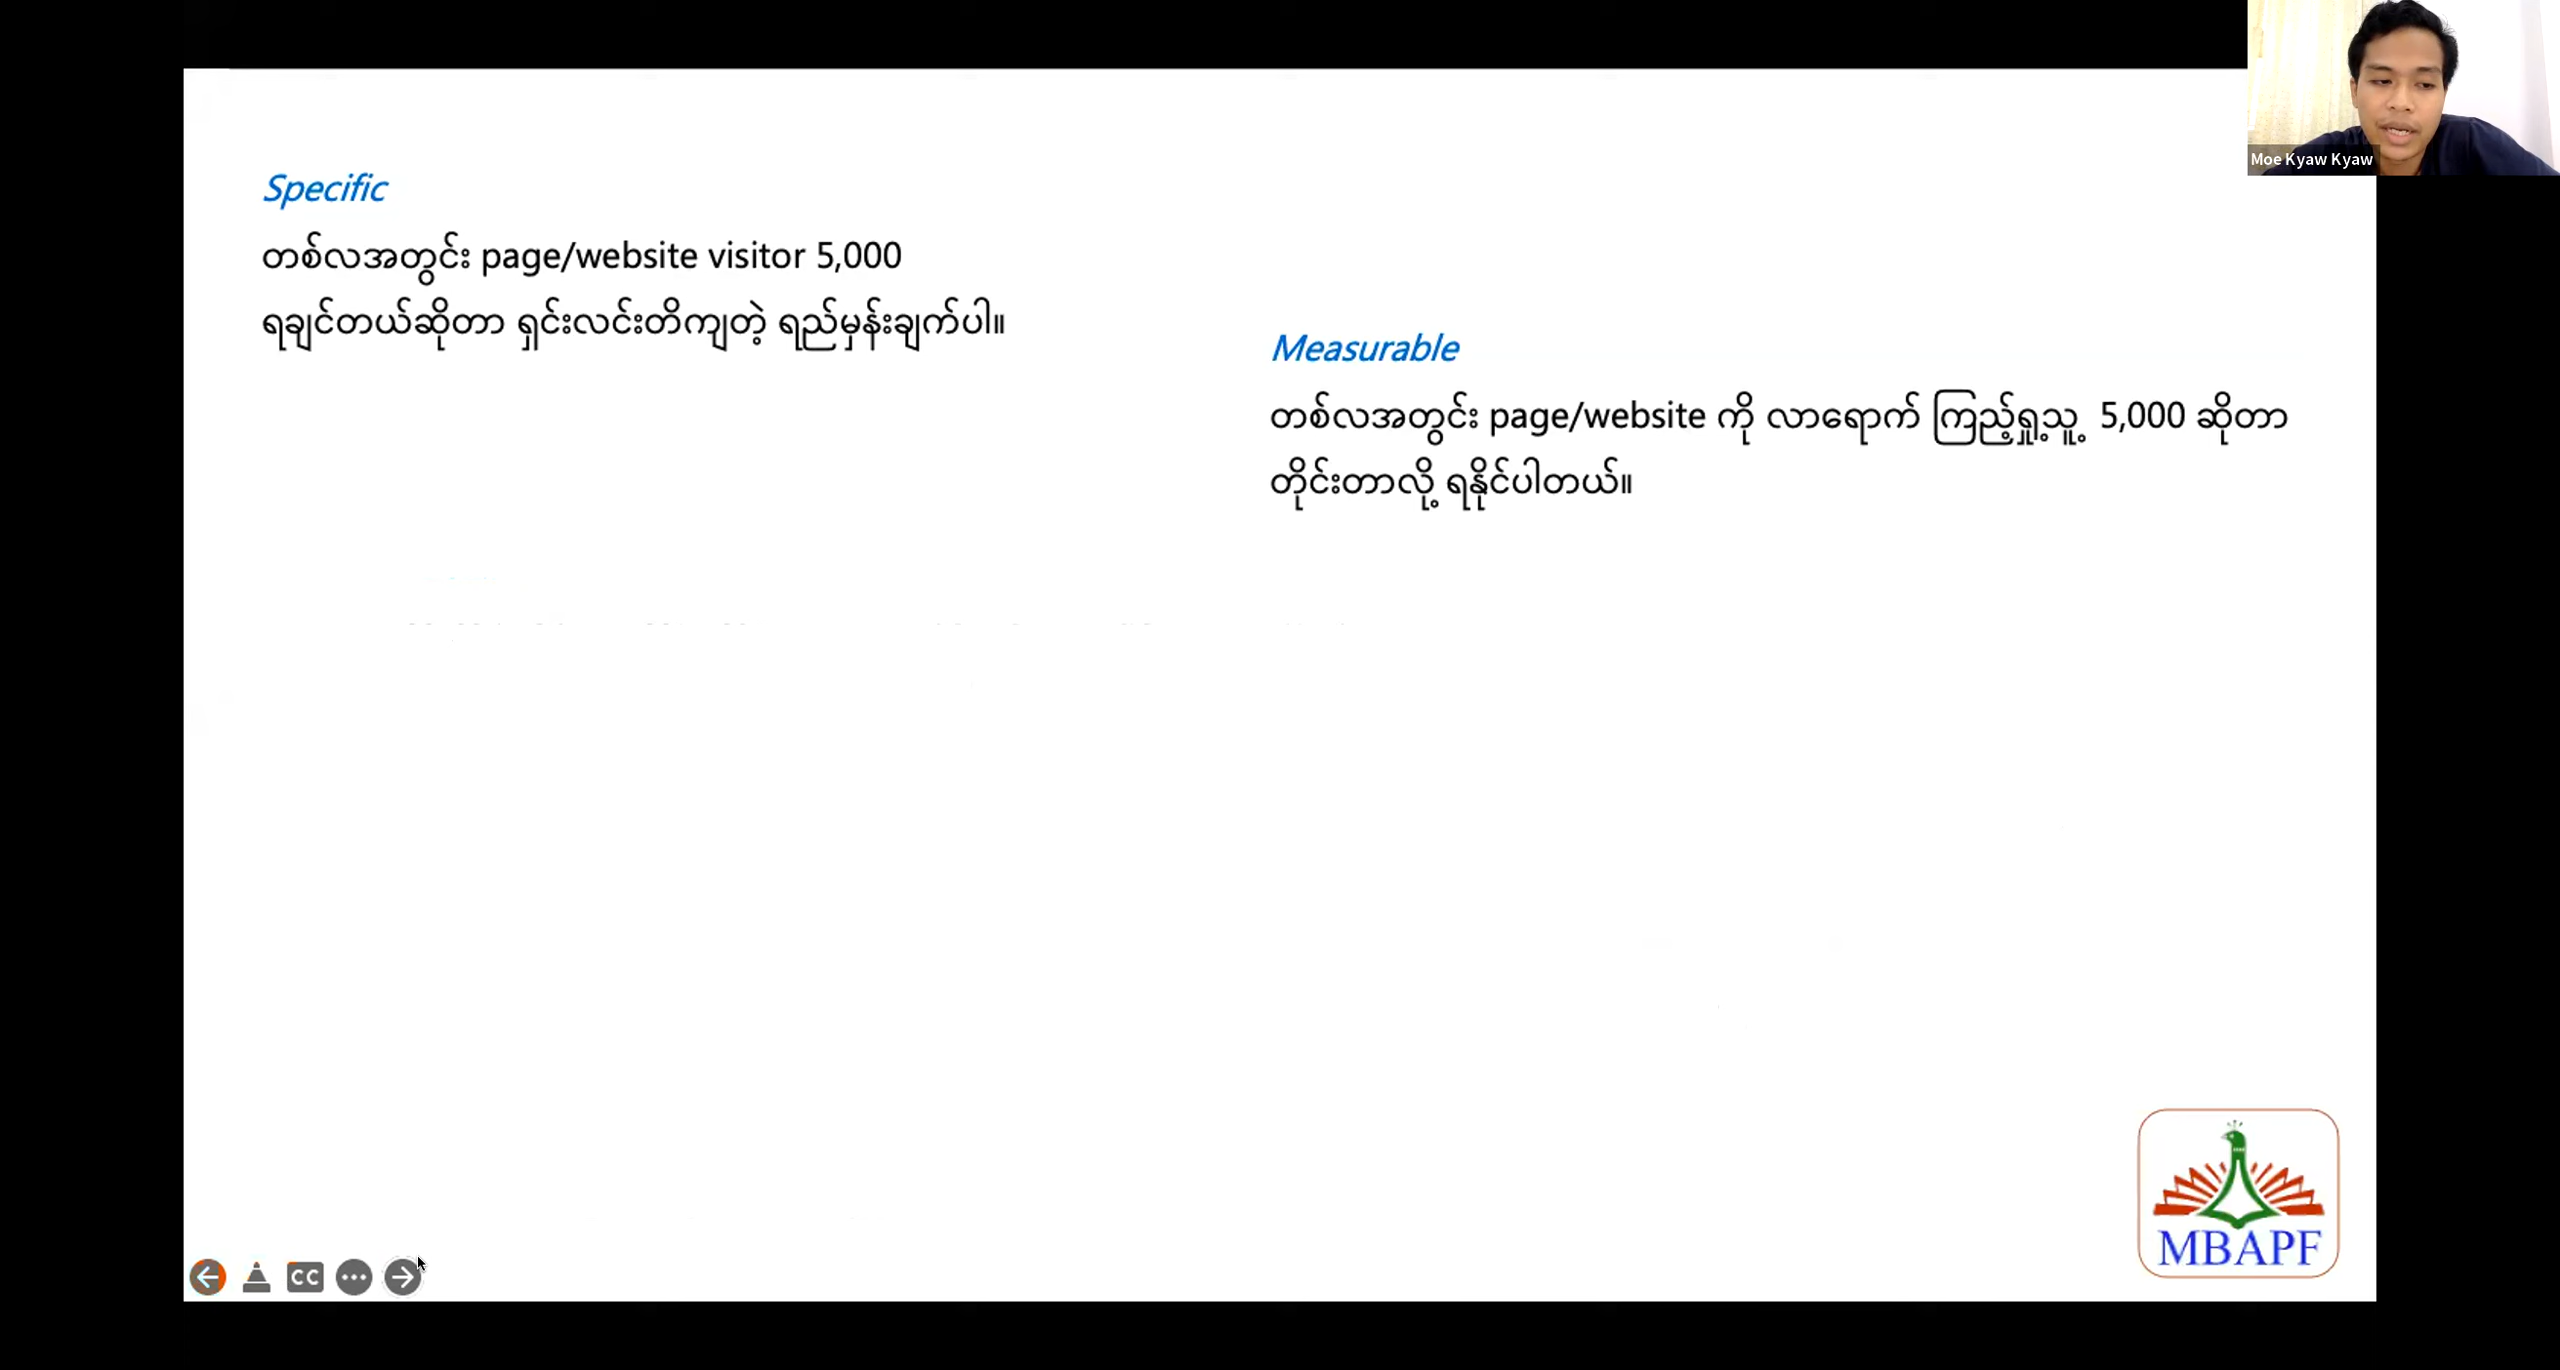 Moe Kyaw Kyaw
Specific
တစ်လအတွင်း page/website visitor 5,000
ရချင်တယ်ဆိုတာ ရှင်းလင်းတိကျတဲ့ ရည်မှန်းချက်ပါ။
Measurable
တစ်လအတွင်း page/website ကို လာရောက် ကြည့်ရှု့သူ့ 5,000 ဆိုတာ
တိုင်းတာလို့ ရနိုင်ပါတယ်။
MBAPF
CC